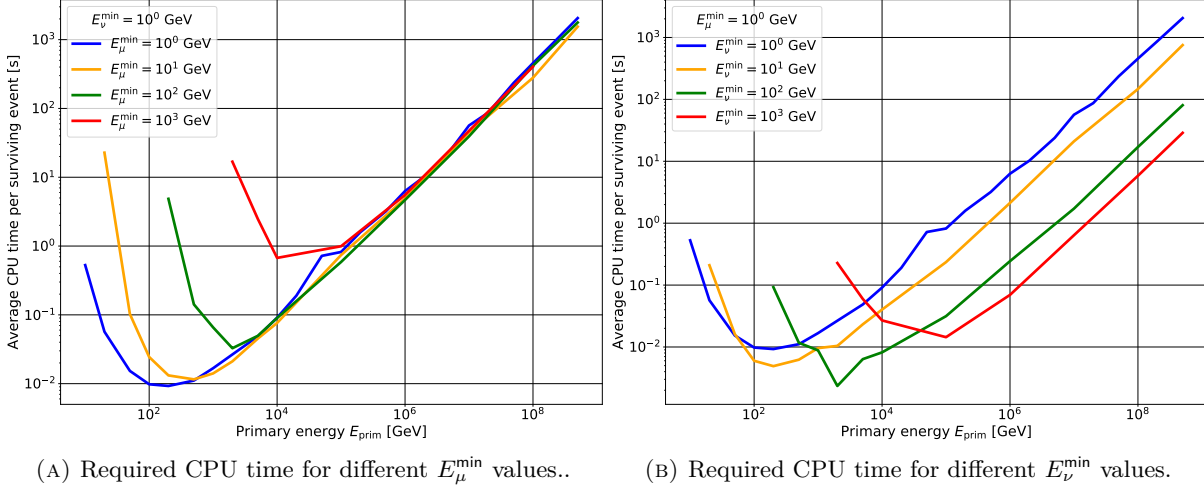 E_ν^min = 10^0 GeV
E_μ^min = 10^0 GeV
E_μ^min = 10^1 GeV
E_μ^min = 10^2 GeV
E_μ^min = 10^3 GeV
Average CPU time per surviving event [s]
10^3
10^2
10^1
10^0
10^−1
10^−2
10^2 10^4 10^6 10^8
Primary energy E_prim [GeV]
(A) Required CPU time for different E_μ^min values..
E_μ^min = 10^0 GeV
E_ν^min = 10^0 GeV
E_ν^min = 10^1 GeV
E_ν^min = 10^2 GeV
E_ν^min = 10^3 GeV
Average CPU time per surviving event [s]
10^3
10^2
10^1
10^0
10^−1
10^−2
10^2 10^4 10^6 10^8
Primary energy E_prim [GeV]
(B) Required CPU time for different E_ν^min values.